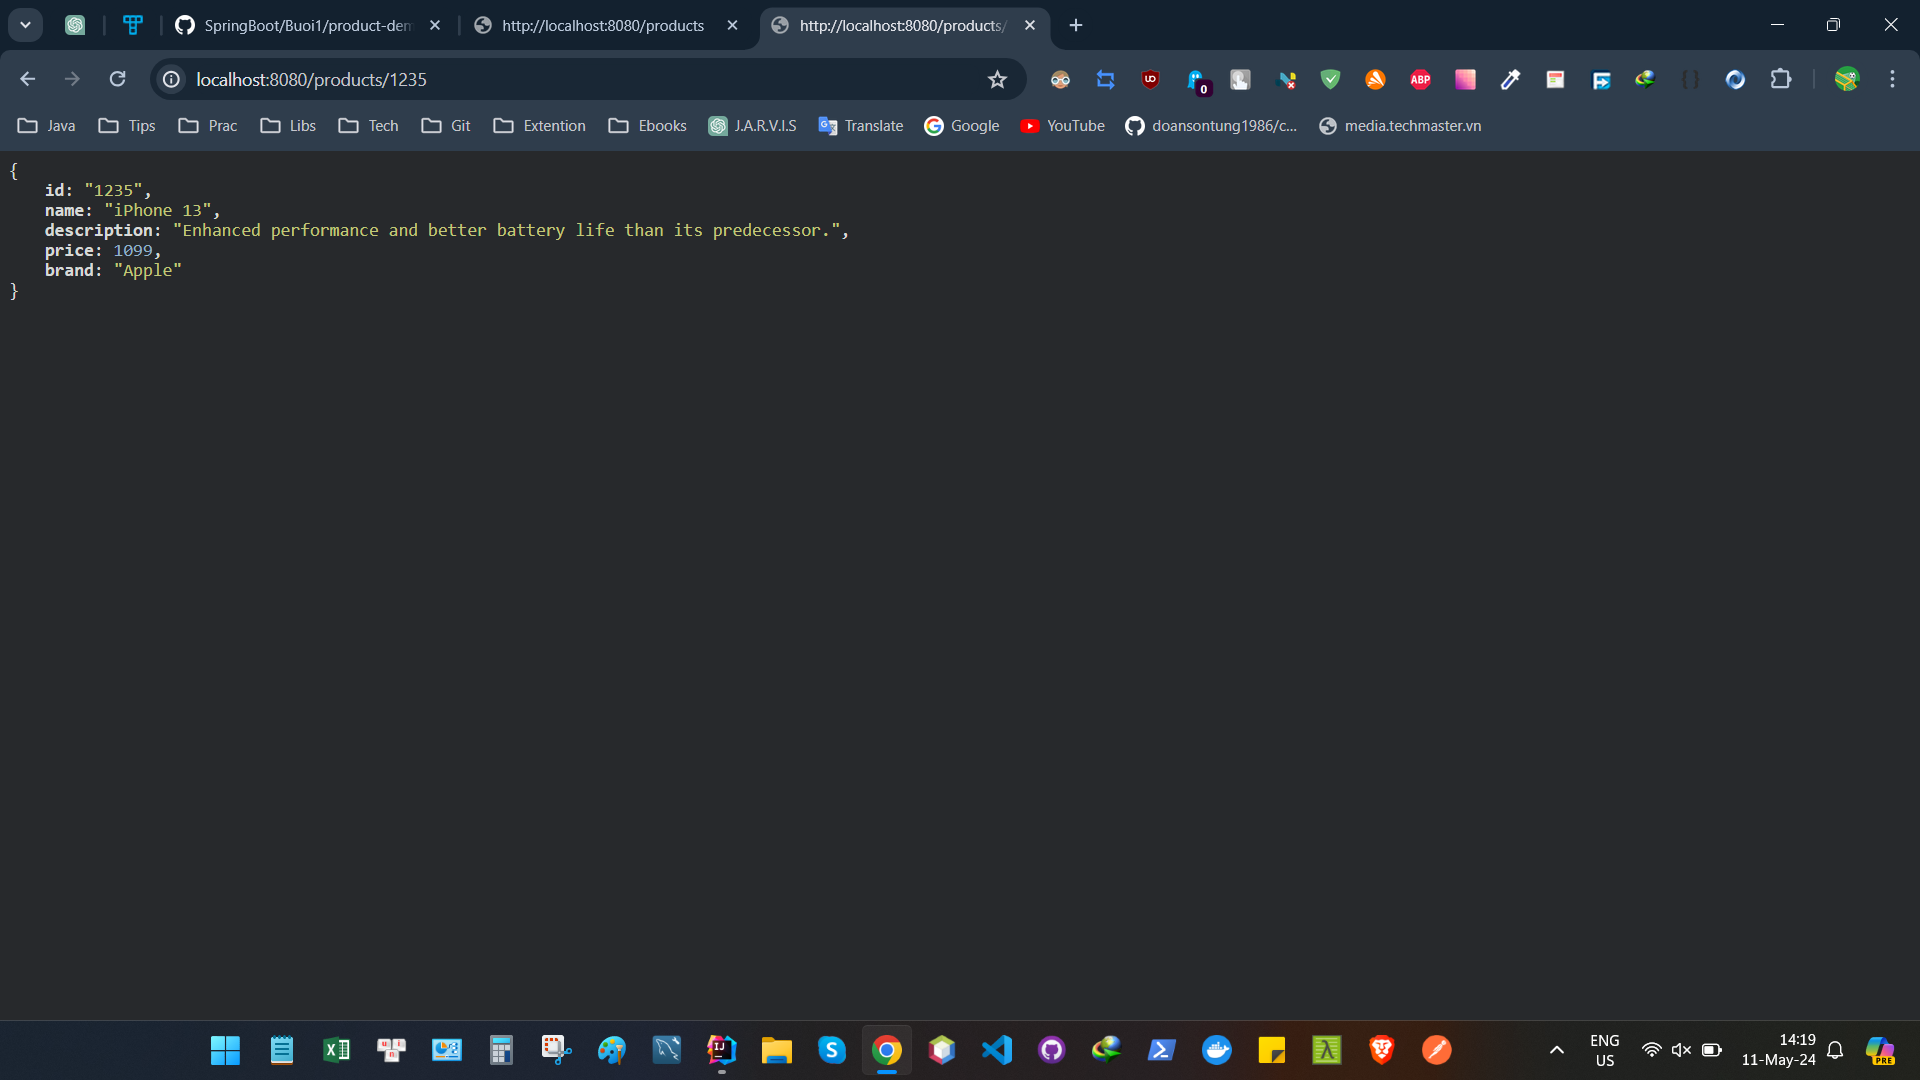 SpringBoot/Buoi1/product-dem
http://localhost:8080/products
http://localhost:8080/products/
localhost:8080/products/1235
UD
0
ABP
Java
Tips
Prac
Libs
Tech
Git
Extention
Ebooks
J.A.R.V.I.S
Translate
Google
YouTube
doansontung1986/c...
media.techmaster.vn
{
id: "1235",
name: "iPhone 13",
description: "Enhanced performance and better battery life than its predecessor.",
price: 1099,
brand: "Apple"
}
ENG
US
14:19
11-May-24
PRE